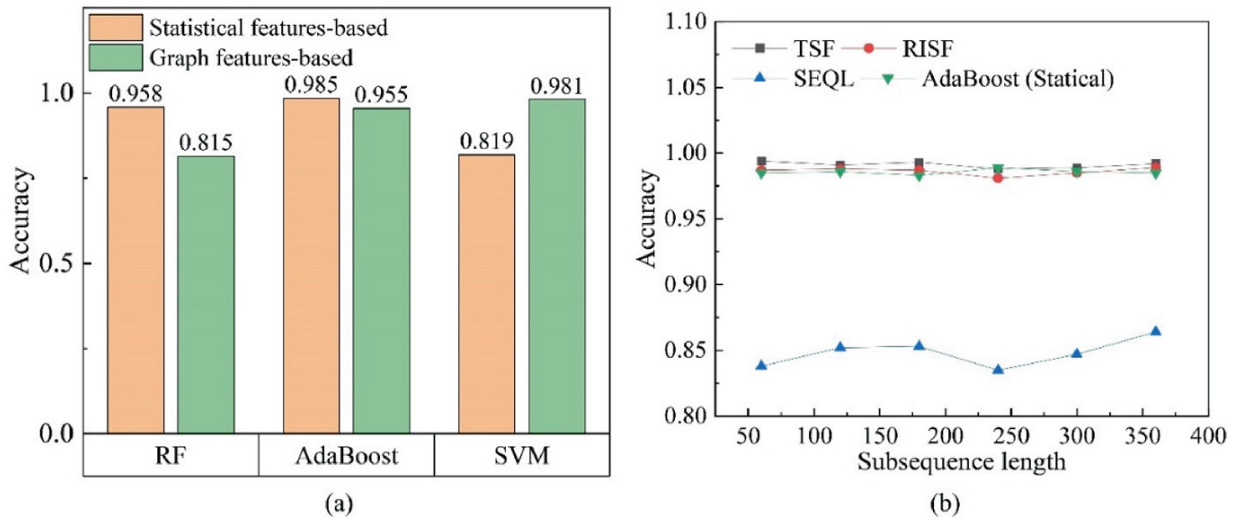 Statistical features-based
Graph features-based
1.0
0.5
0.0
Accuracy
0.958
0.815
0.985
0.955
0.819
0.981
RF
AdaBoost
SVM
(a)
TSF
RISF
SEQL
AdaBoost (Statical)
1.10
1.05
1.00
0.95
0.90
0.85
0.80
Accuracy
50
100
150
200
250
300
350
400
Subsequence length
(b)